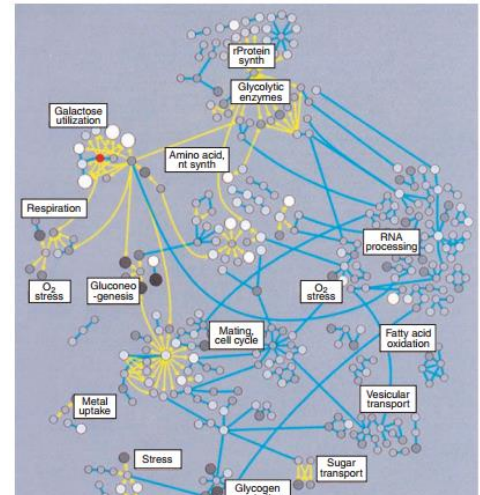 rProtein
synth
Glycolytic
enzymes
Galactose
utilization
Amino acid,
nt synth
Respiration
RNA
processing
O2
stress
Gluconeo
-genesis
O2
stress
Mating,
cell cycle
Fatty acid
oxidation
Metal
uptake
Vesicular
transport
Stress
Sugar
transport
Glycogen